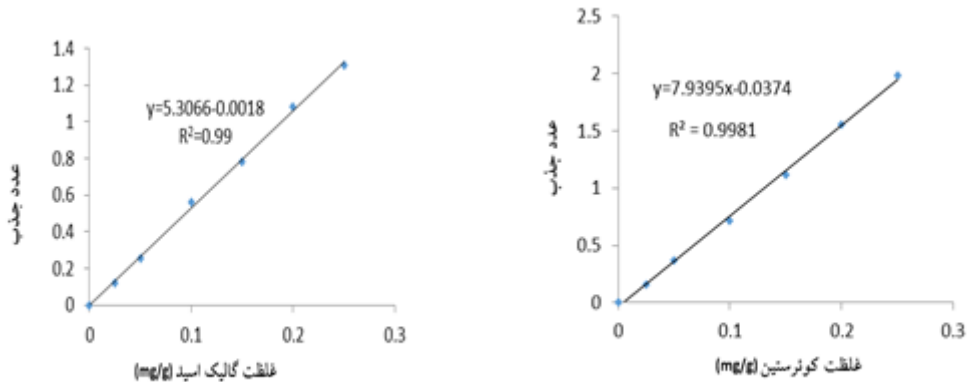 1.4
1.2
1
0.8
0.6
0.4
0.2
0
0
0.1
0.2
0.3
y=5.3066-0.0018
R²=0.99
عدد جذب
غلظت گالیک اسید (mg/g)
2.5
2
1.5
1
0.5
0
0
0.1
0.2
0.3
y=7.9395x-0.0374
R² = 0.9981
عدد جذب
غلظت کوئرستین (mg/g)